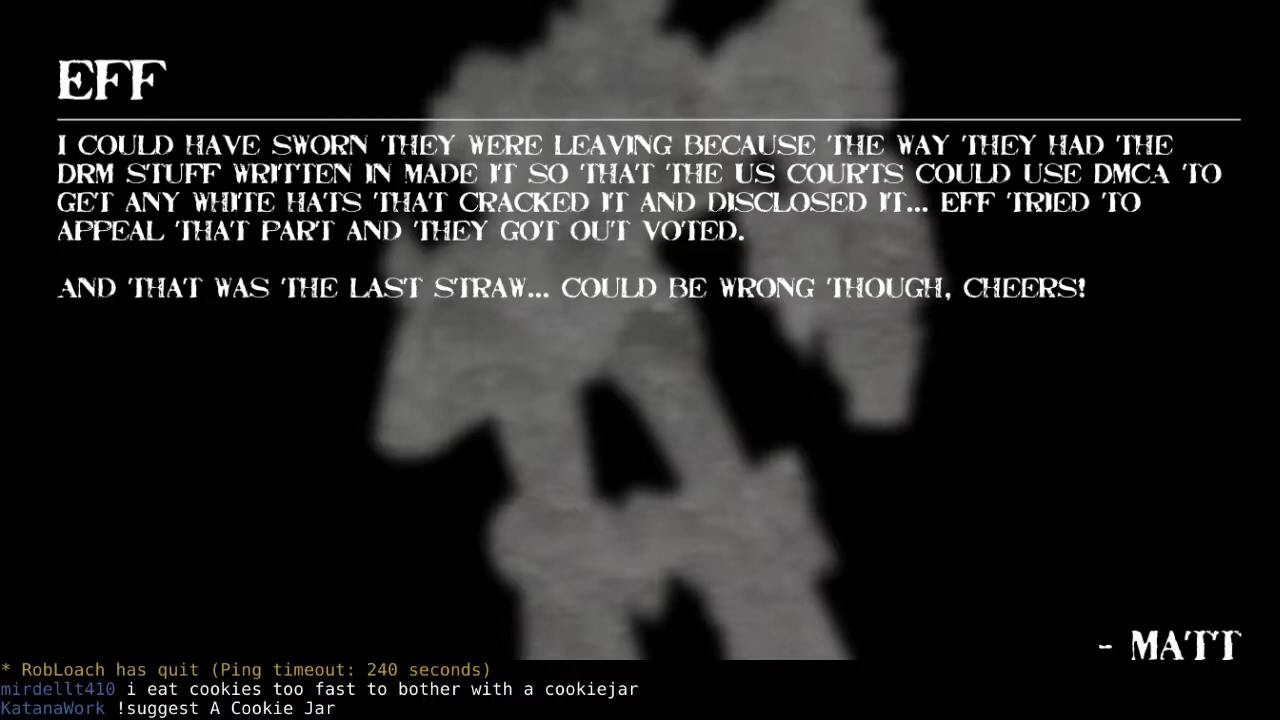 EFF
I COULD HAVE SWORN THEY WERE LEAVING BECAUSE THE WAY THEY HAD THE
DRM STUFF WRITTEN IN MADE IT SO THAT THE US COURTS COULD USE DMCA TO
GET ANY WHITE HATS THAT CRACKED IT AND DISCLOSED IT... EFF TRIED TO
APPEAL THAT PART AND THEY GOT OUT VOTED.
AND THAT WAS THE LAST STRAW... COULD BE WRONG THOUGH, CHEERS!
- MATT
* RobLoach has quit (Ping timeout: 240 seconds)
mirdellt410 i eat cookies too fast to bother with a cookiejar
KatanaWork !suggest A Cookie Jar